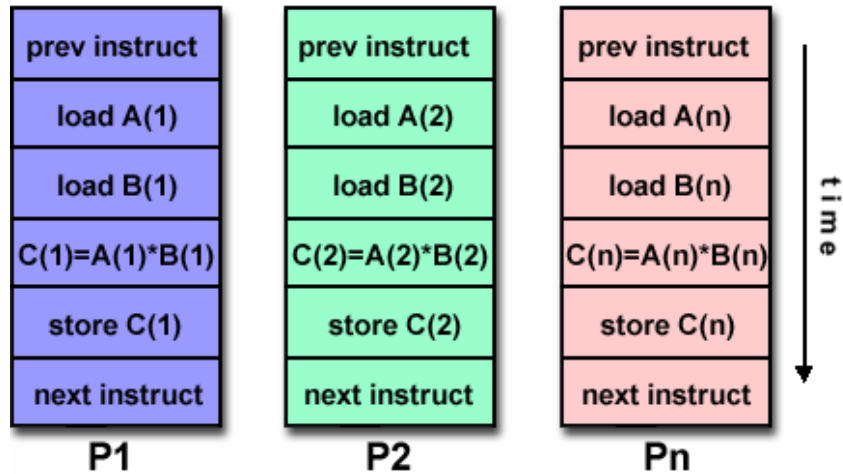 prev instruct
load A(1)
load B(1)
C(1)=A(1)*B(1)
store C(1)
next instruct
P1
prev instruct
load A(2)
load B(2)
C(2)=A(2)*B(2)
store C(2)
next instruct
P2
prev instruct
load A(n)
load B(n)
C(n)=A(n)*B(n)
store C(n)
next instruct
Pn
time